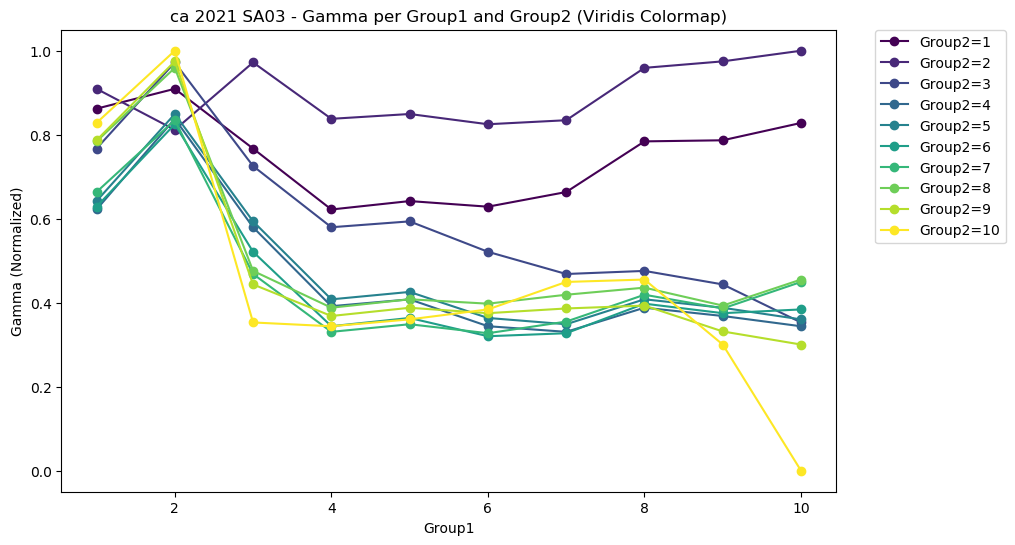 ca 2021 SA03 - Gamma per Group1 and Group2 (Viridis Colormap)
Gamma (Normalized)
1.0
0.8
0.6
0.4
0.2
0.0
2
4
6
8
10
Group1
Group2=1
Group2=2
Group2=3
Group2=4
Group2=5
Group2=6
Group2=7
Group2=8
Group2=9
Group2=10